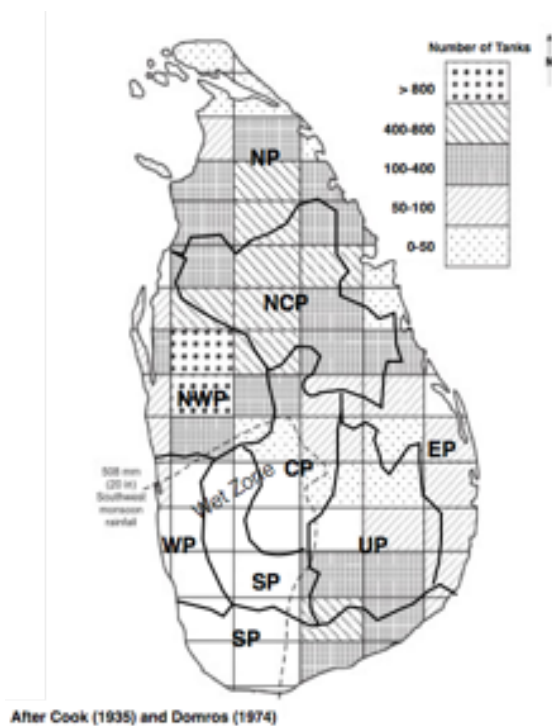 Number of Tanks
> 800
400-800
100-400
50-100
0-50
NP
NCP
NWP
EP
CP
Wet Zone
508 mm
(20 in)
Southwest
monsoon
rainfall
WP
UP
SP
SP
After Cook (1935) and Domros (1974)